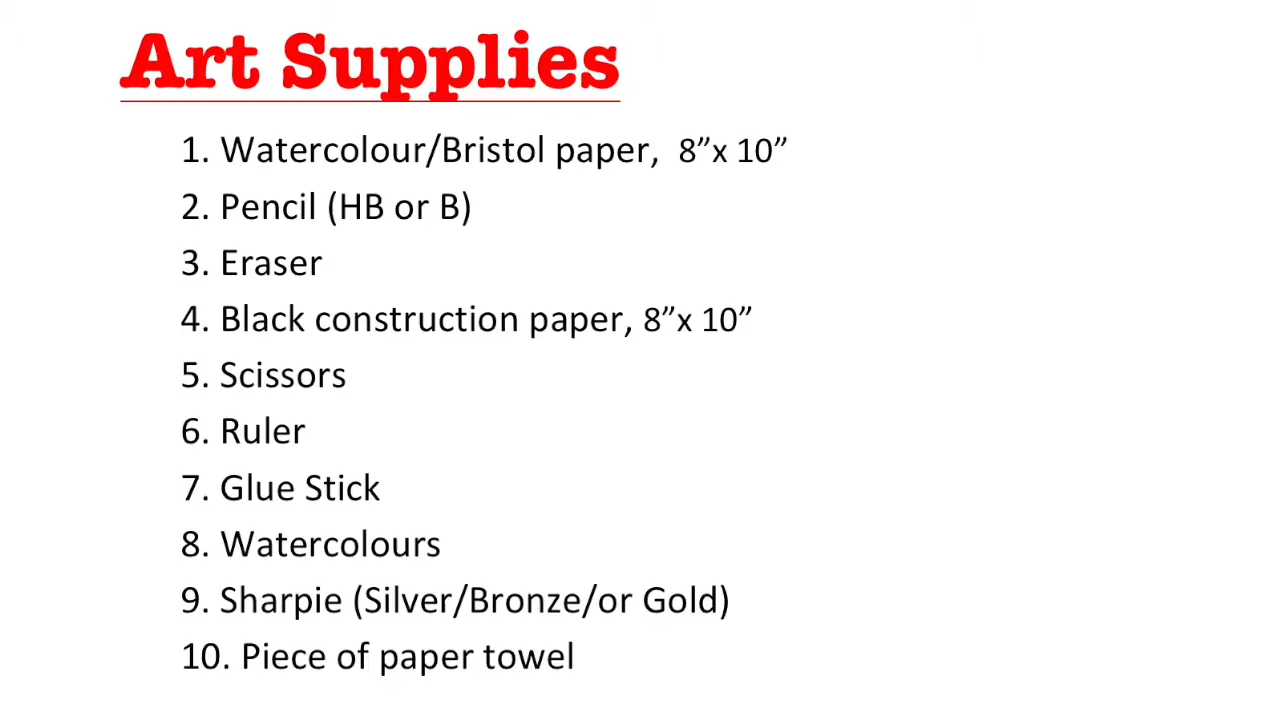 Art Supplies
1. Watercolour/Bristol paper,  8”x 10”
2. Pencil (HB or B)
3. Eraser
4. Black construction paper, 8”x 10”
5. Scissors
6. Ruler
7. Glue Stick
8. Watercolours
9. Sharpie (Silver/Bronze/or Gold)
10. Piece of paper towel